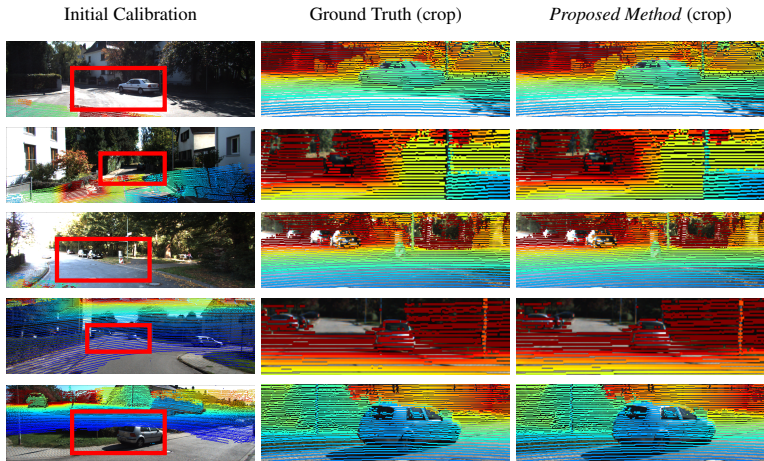 Initial Calibration
Ground Truth (crop)
Proposed Method (crop)